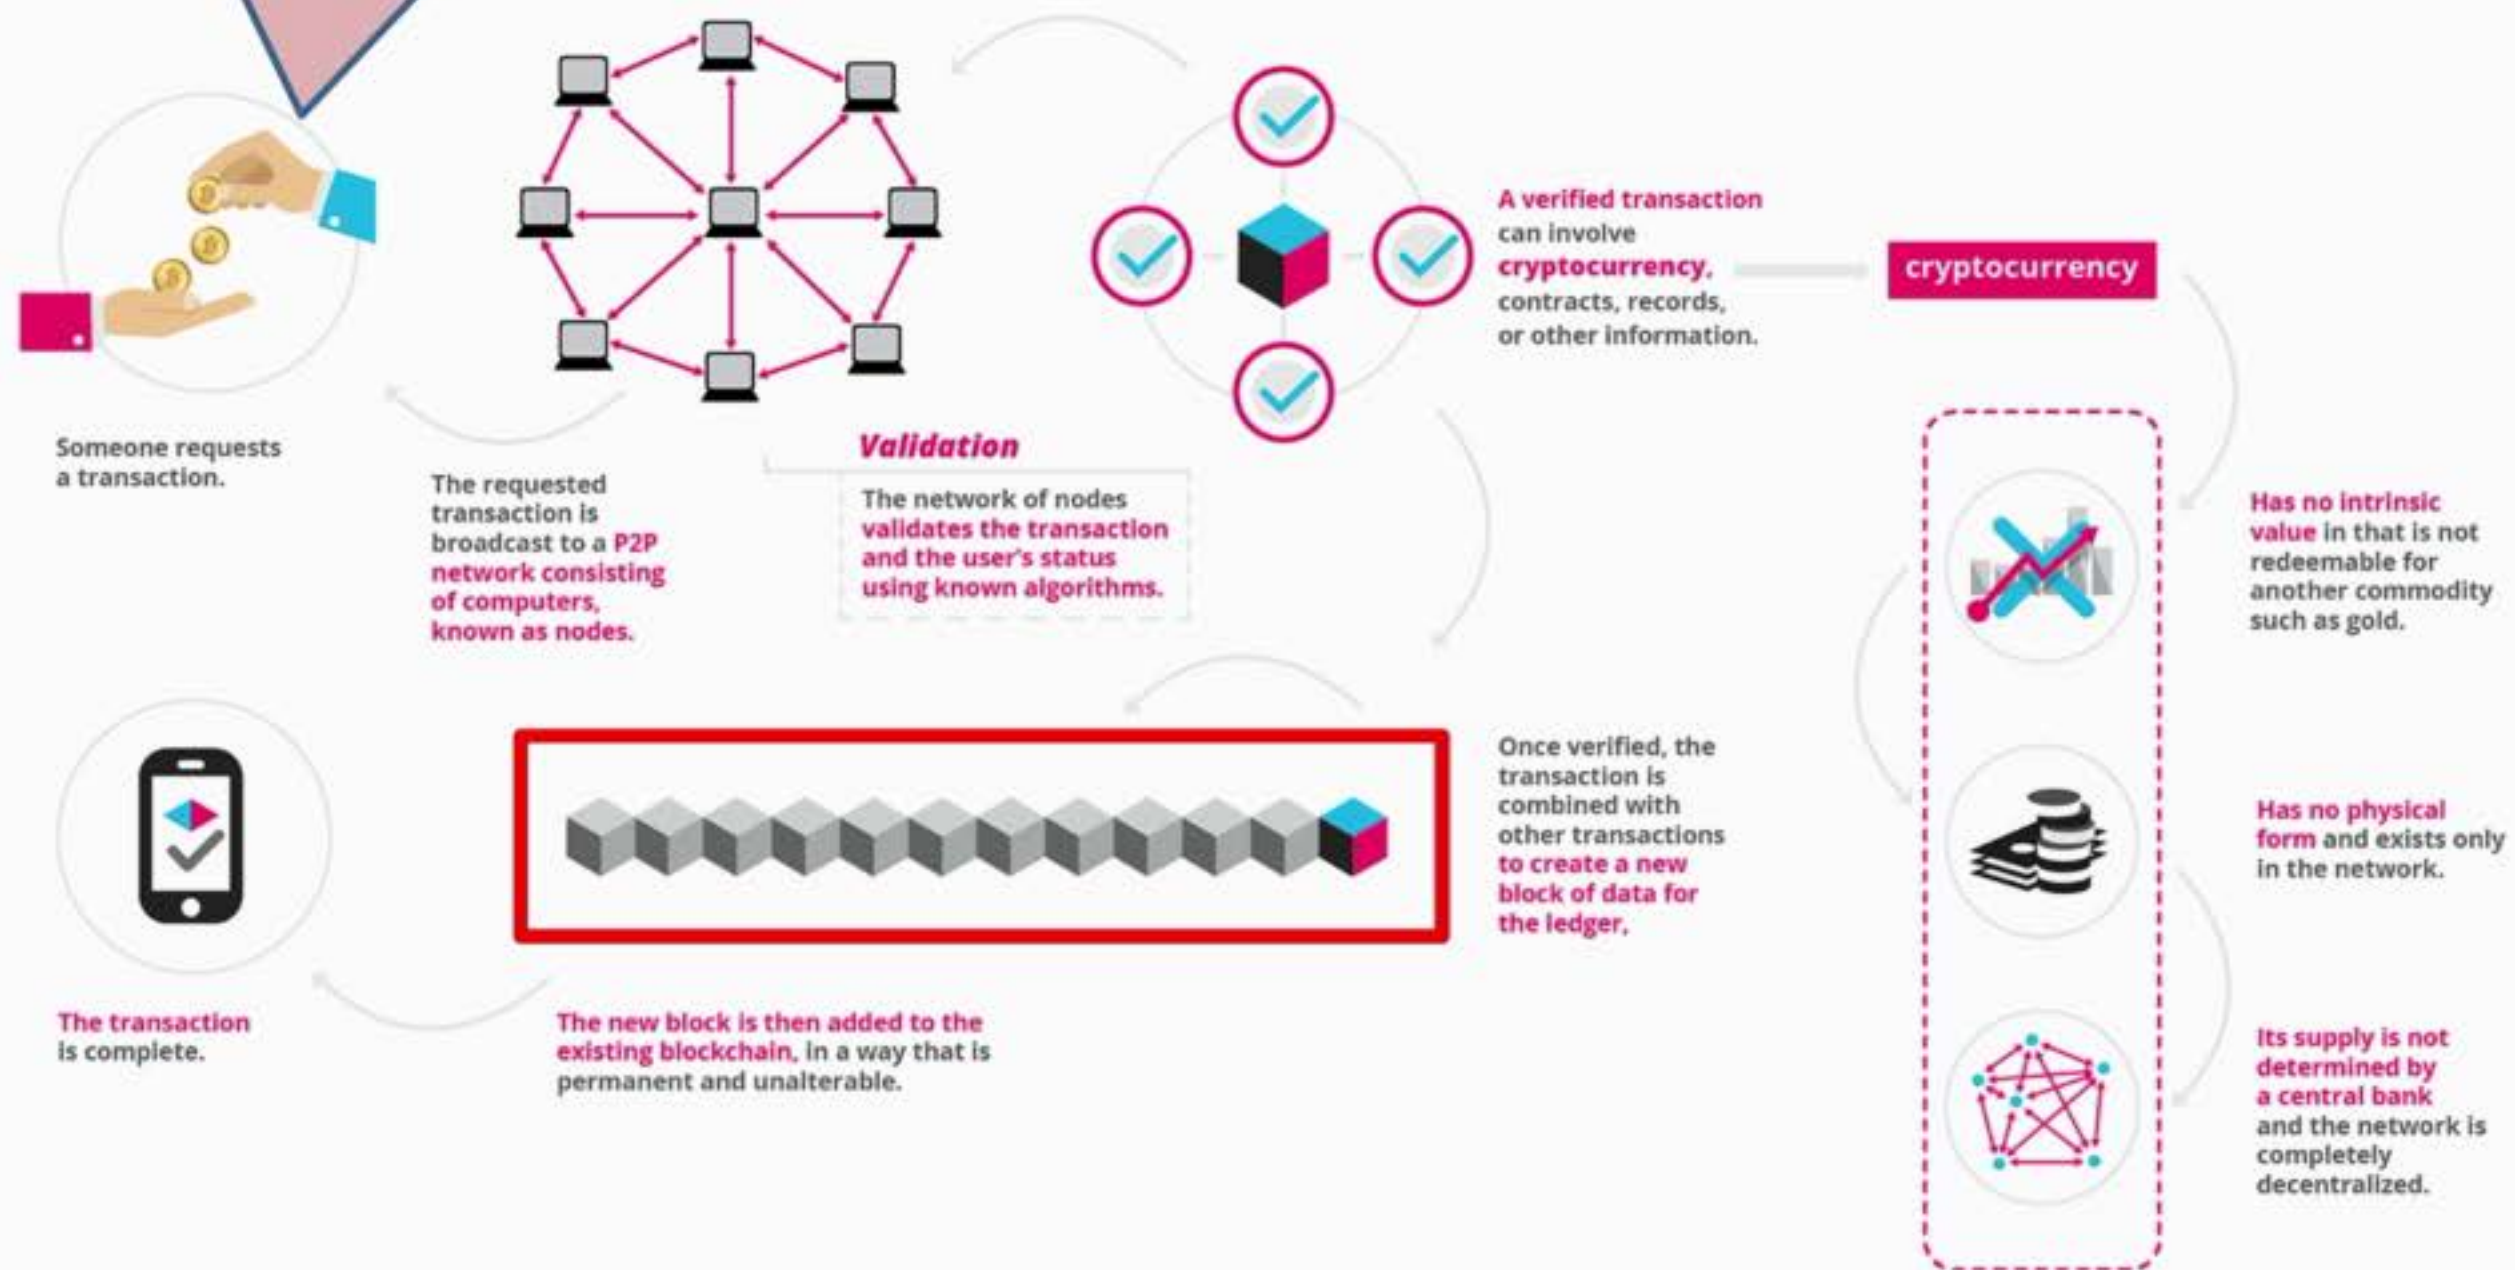 Someone requests
a transaction.
The requested
transaction is
broadcast to a P2P
network consisting
of computers,
known as nodes.
Validation
The network of nodes
validates the transaction
and the user's status
using known algorithms.
A verified transaction
can involve
cryptocurrency,
contracts, records,
or other information.
cryptocurrency
Has no intrinsic
value in that is not
redeemable for
another commodity
such as gold.
Has no physical
form and exists only
in the network.
Its supply is not
determined by
a central bank
and the network is
completely
decentralized.
Once verified, the
transaction is
combined with
other transactions
to create a new
block of data for
the ledger,
The new block is then added to the
existing blockchain, in a way that is
permanent and unalterable.
The transaction
is complete.